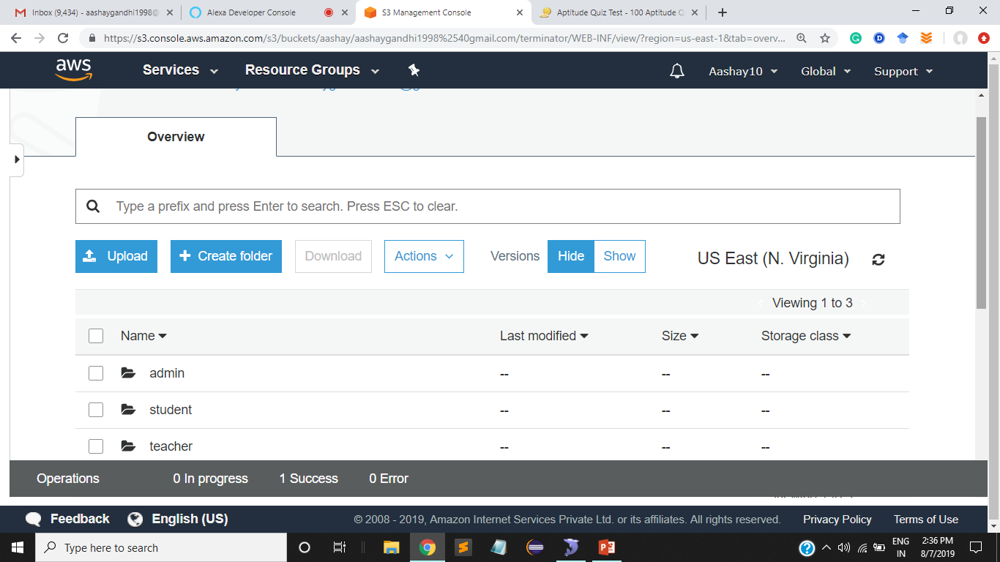 Inbox (9,434) - aashaygandhi1998@
Alexa Developer Console
S3 Management Console
Aptitude Quiz Test - 100 Aptitude Q
https://s3.console.aws.amazon.com/s3/buckets/aashay/aashaygandhi1998%2540gmail.com/terminator/WEB-INF/view/?region=us-east-1&tab=overv...
aws Services Resource Groups Aashay10 Global Support
Overview
Type a prefix and press Enter to search. Press ESC to clear.
Upload Create folder Download Actions Versions Hide Show US East (N. Virginia)
Viewing 1 to 3
Name Last modified Size Storage class
admin -- -- --
student -- -- --
teacher -- -- --
Operations 0 In progress 1 Success 0 Error
Feedback English (US) © 2008 - 2019, Amazon Internet Services Private Ltd. or its affiliates. All rights reserved. Privacy Policy Terms of Use
Type here to search
ENG
IN
2:36 PM
8/7/2019